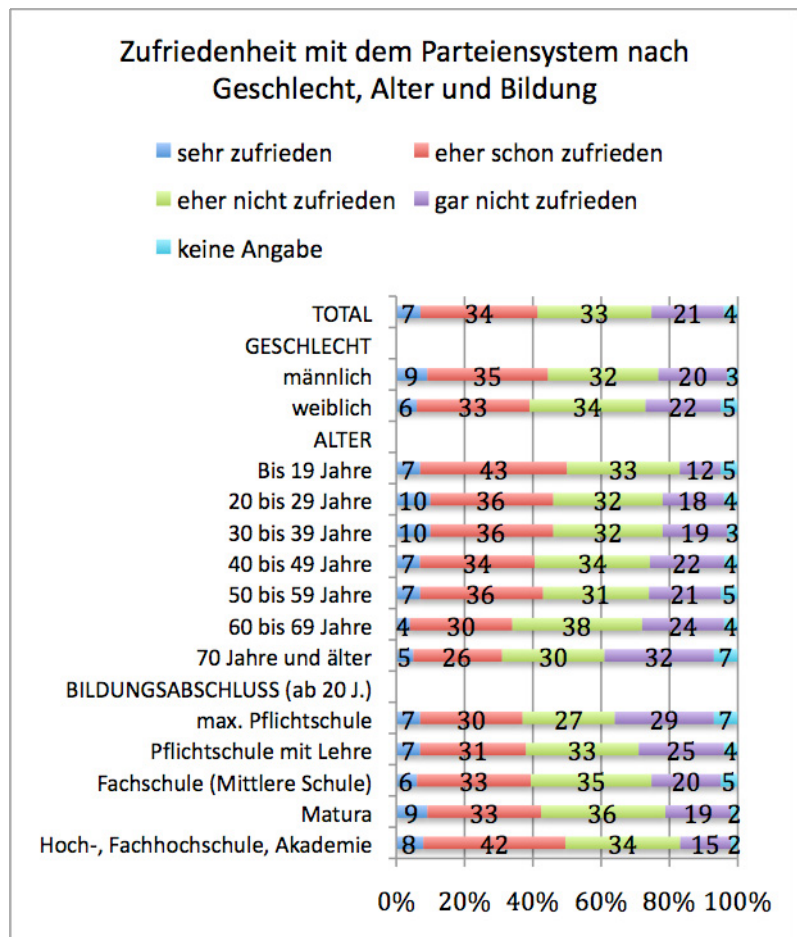 Zufriedenheit mit dem Parteiensystem nach
Geschlecht, Alter und Bildung
sehr zufrieden eher schon zufrieden
eher nicht zufrieden gar nicht zufrieden
keine Angabe
TOTAL 7 34 33 21 4
GESCHLECHT
männlich 9 35 32 20 3
weiblich 6 33 34 22 5
ALTER
Bis 19 Jahre 7 43 33 12 5
20 bis 29 Jahre 10 36 32 18 4
30 bis 39 Jahre 10 36 32 19 3
40 bis 49 Jahre 7 34 34 22 4
50 bis 59 Jahre 7 36 31 21 5
60 bis 69 Jahre 4 30 38 24 4
70 Jahre und älter 5 26 30 32 7
BILDUNGSABSCHLUSS (ab 20 J.)
max. Pflichtschule 7 30 27 29 7
Pflichtschule mit Lehre 7 31 33 25 4
Fachschule (Mittlere Schule) 6 33 35 20 5
Matura 9 33 36 19 2
Hoch-, Fachhochschule, Akademie 8 42 34 15 2
0% 20% 40% 60% 80% 100%